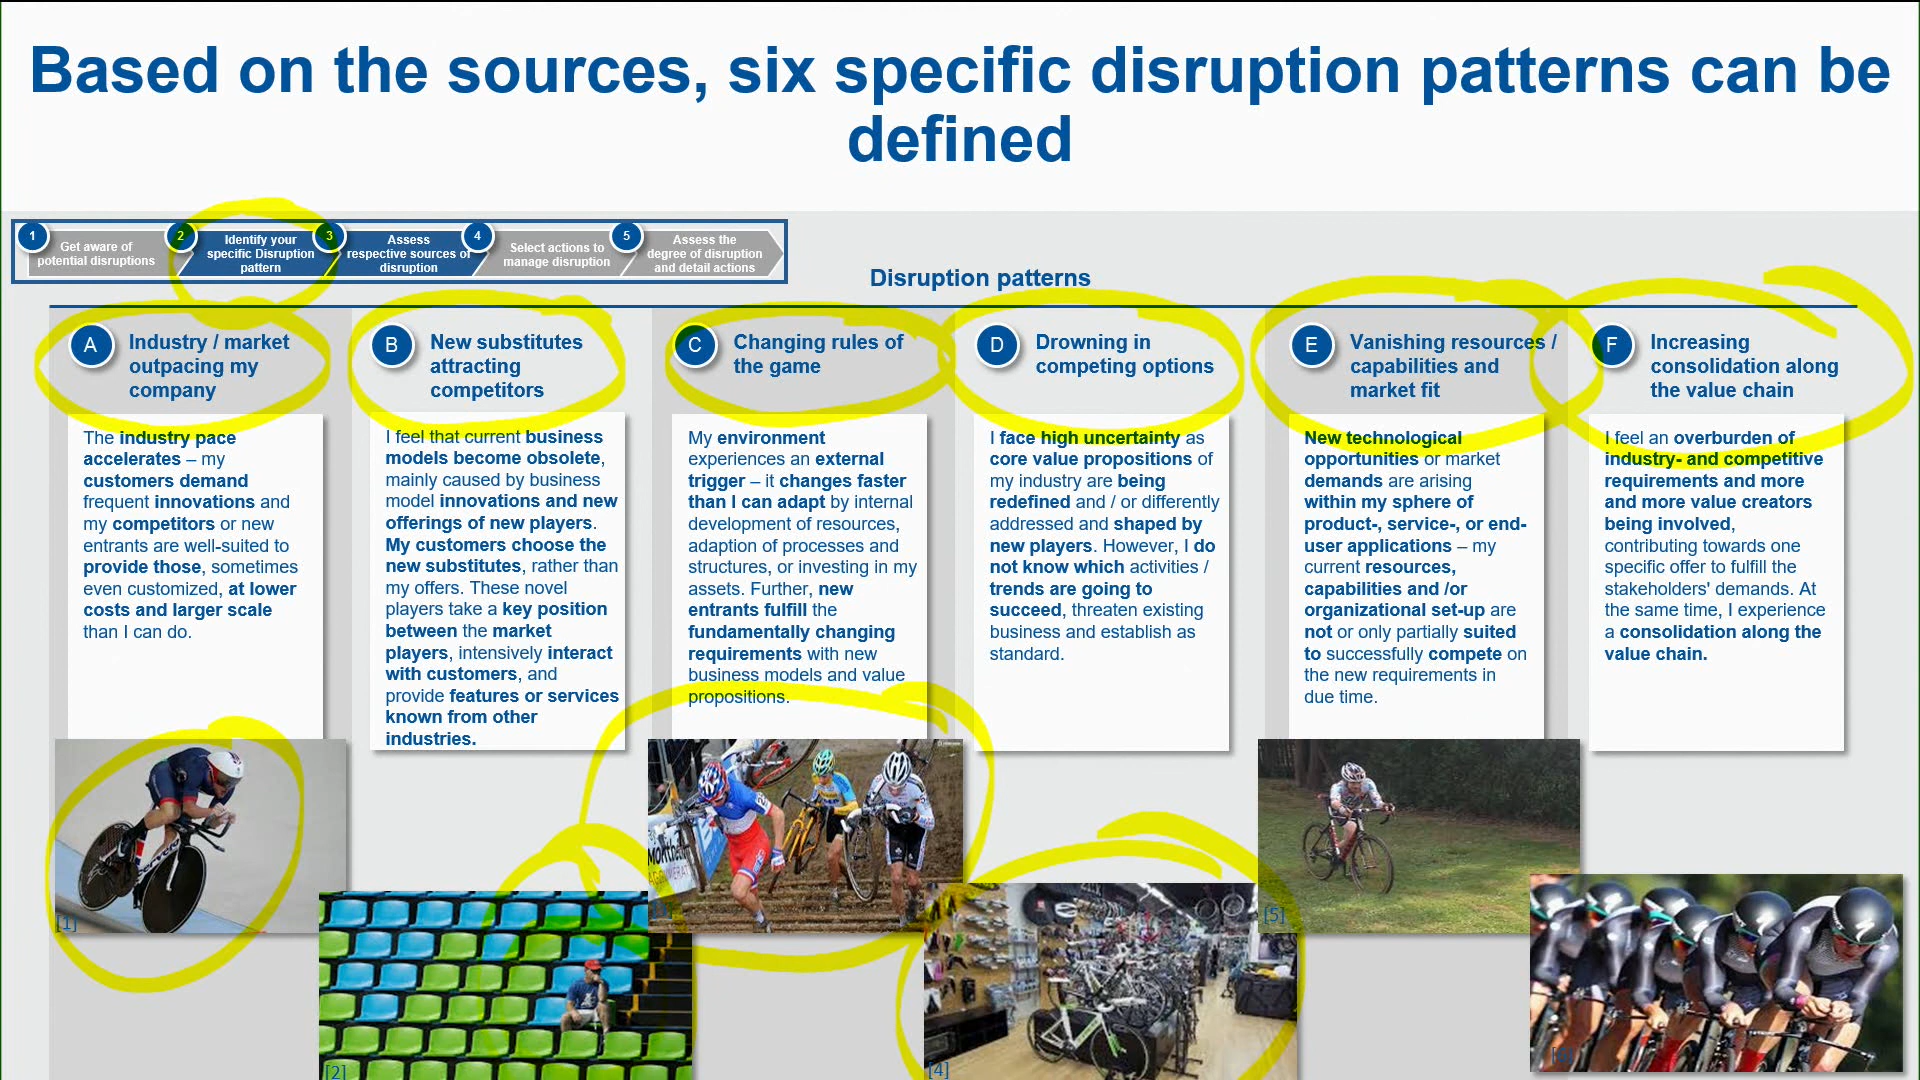 Based on the sources, six specific disruption patterns can be
defined
1
Get aware of
potential disruptions
2
Identify your
specific Disruption
pattern
3
Assess
respective sources of
disruption
4
Select actions to
manage disruption
5
Assess the
degree of disruption
and detail actions
Disruption patterns
A
Industry / market
outpacing my
company
The industry pace
accelerates – my
customers demand
frequent innovations and
my competitors or new
entrants are well-suited to
provide those, sometimes
even customized, at lower
costs and larger scale
than I can do.
[1]
B
New substitutes
attracting
competitors
I feel that current business
models become obsolete,
mainly caused by business
model innovations and new
offerings of new players.
My customers choose the
new substitutes, rather than
my offers. These novel
players take a key position
between the market
players, intensively interact
with customers, and
provide features or services
known from other
industries.
[2]
C
Changing rules of
the game
My environment
experiences an external
trigger – it changes faster
than I can adapt by internal
development of resources,
adaption of processes and
structures, or investing in my
assets. Further, new
entrants fulfill the
fundamentally changing
requirements with new
business models and value
propositions.
D
Drowning in
competing options
I face high uncertainty as
core value propositions of
my industry are being
redefined and / or differently
addressed and shaped by
new players. However, I do
not know which activities /
trends are going to
succeed, threaten existing
business and establish as
standard.
[4]
E
Vanishing resources /
capabilities and
market fit
New technological
opportunities or market
demands are arising
within my sphere of
product-, service-, or end-
user applications – my
current resources,
capabilities and /or
organizational set-up are
not or only partially suited
to successfully compete on
the new requirements in
due time.
[5]
F
Increasing
consolidation along
the value chain
I feel an overburden of
industry- and competitive
requirements and more
and more value creators
being involved,
contributing towards one
specific offer to fulfill the
stakeholders' demands. At
the same time, I experience
a consolidation along the
value chain.